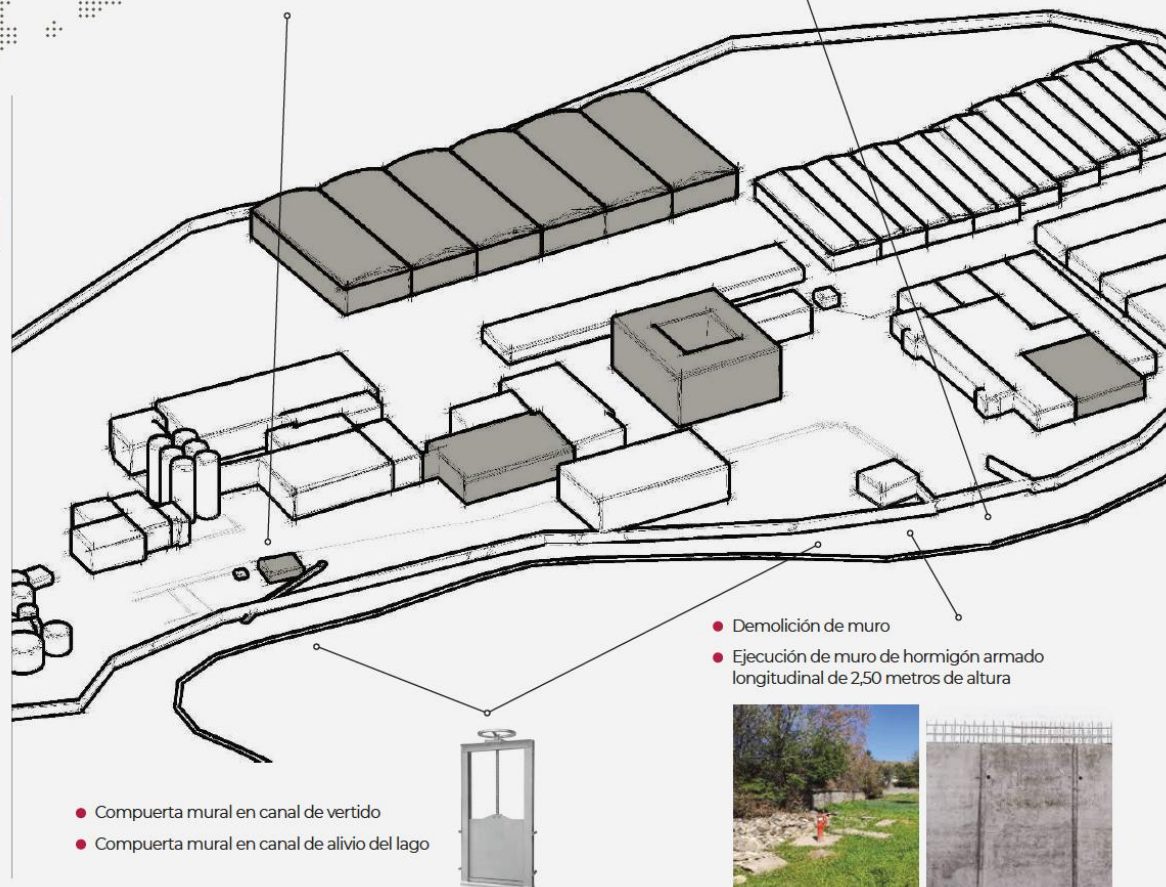 Demolición de muro
Ejecución de muro de hormigón armado
longitudinal de 2,50 metros de altura
Compuerta mural en canal de vertido
Compuerta mural en canal de alivio del lago